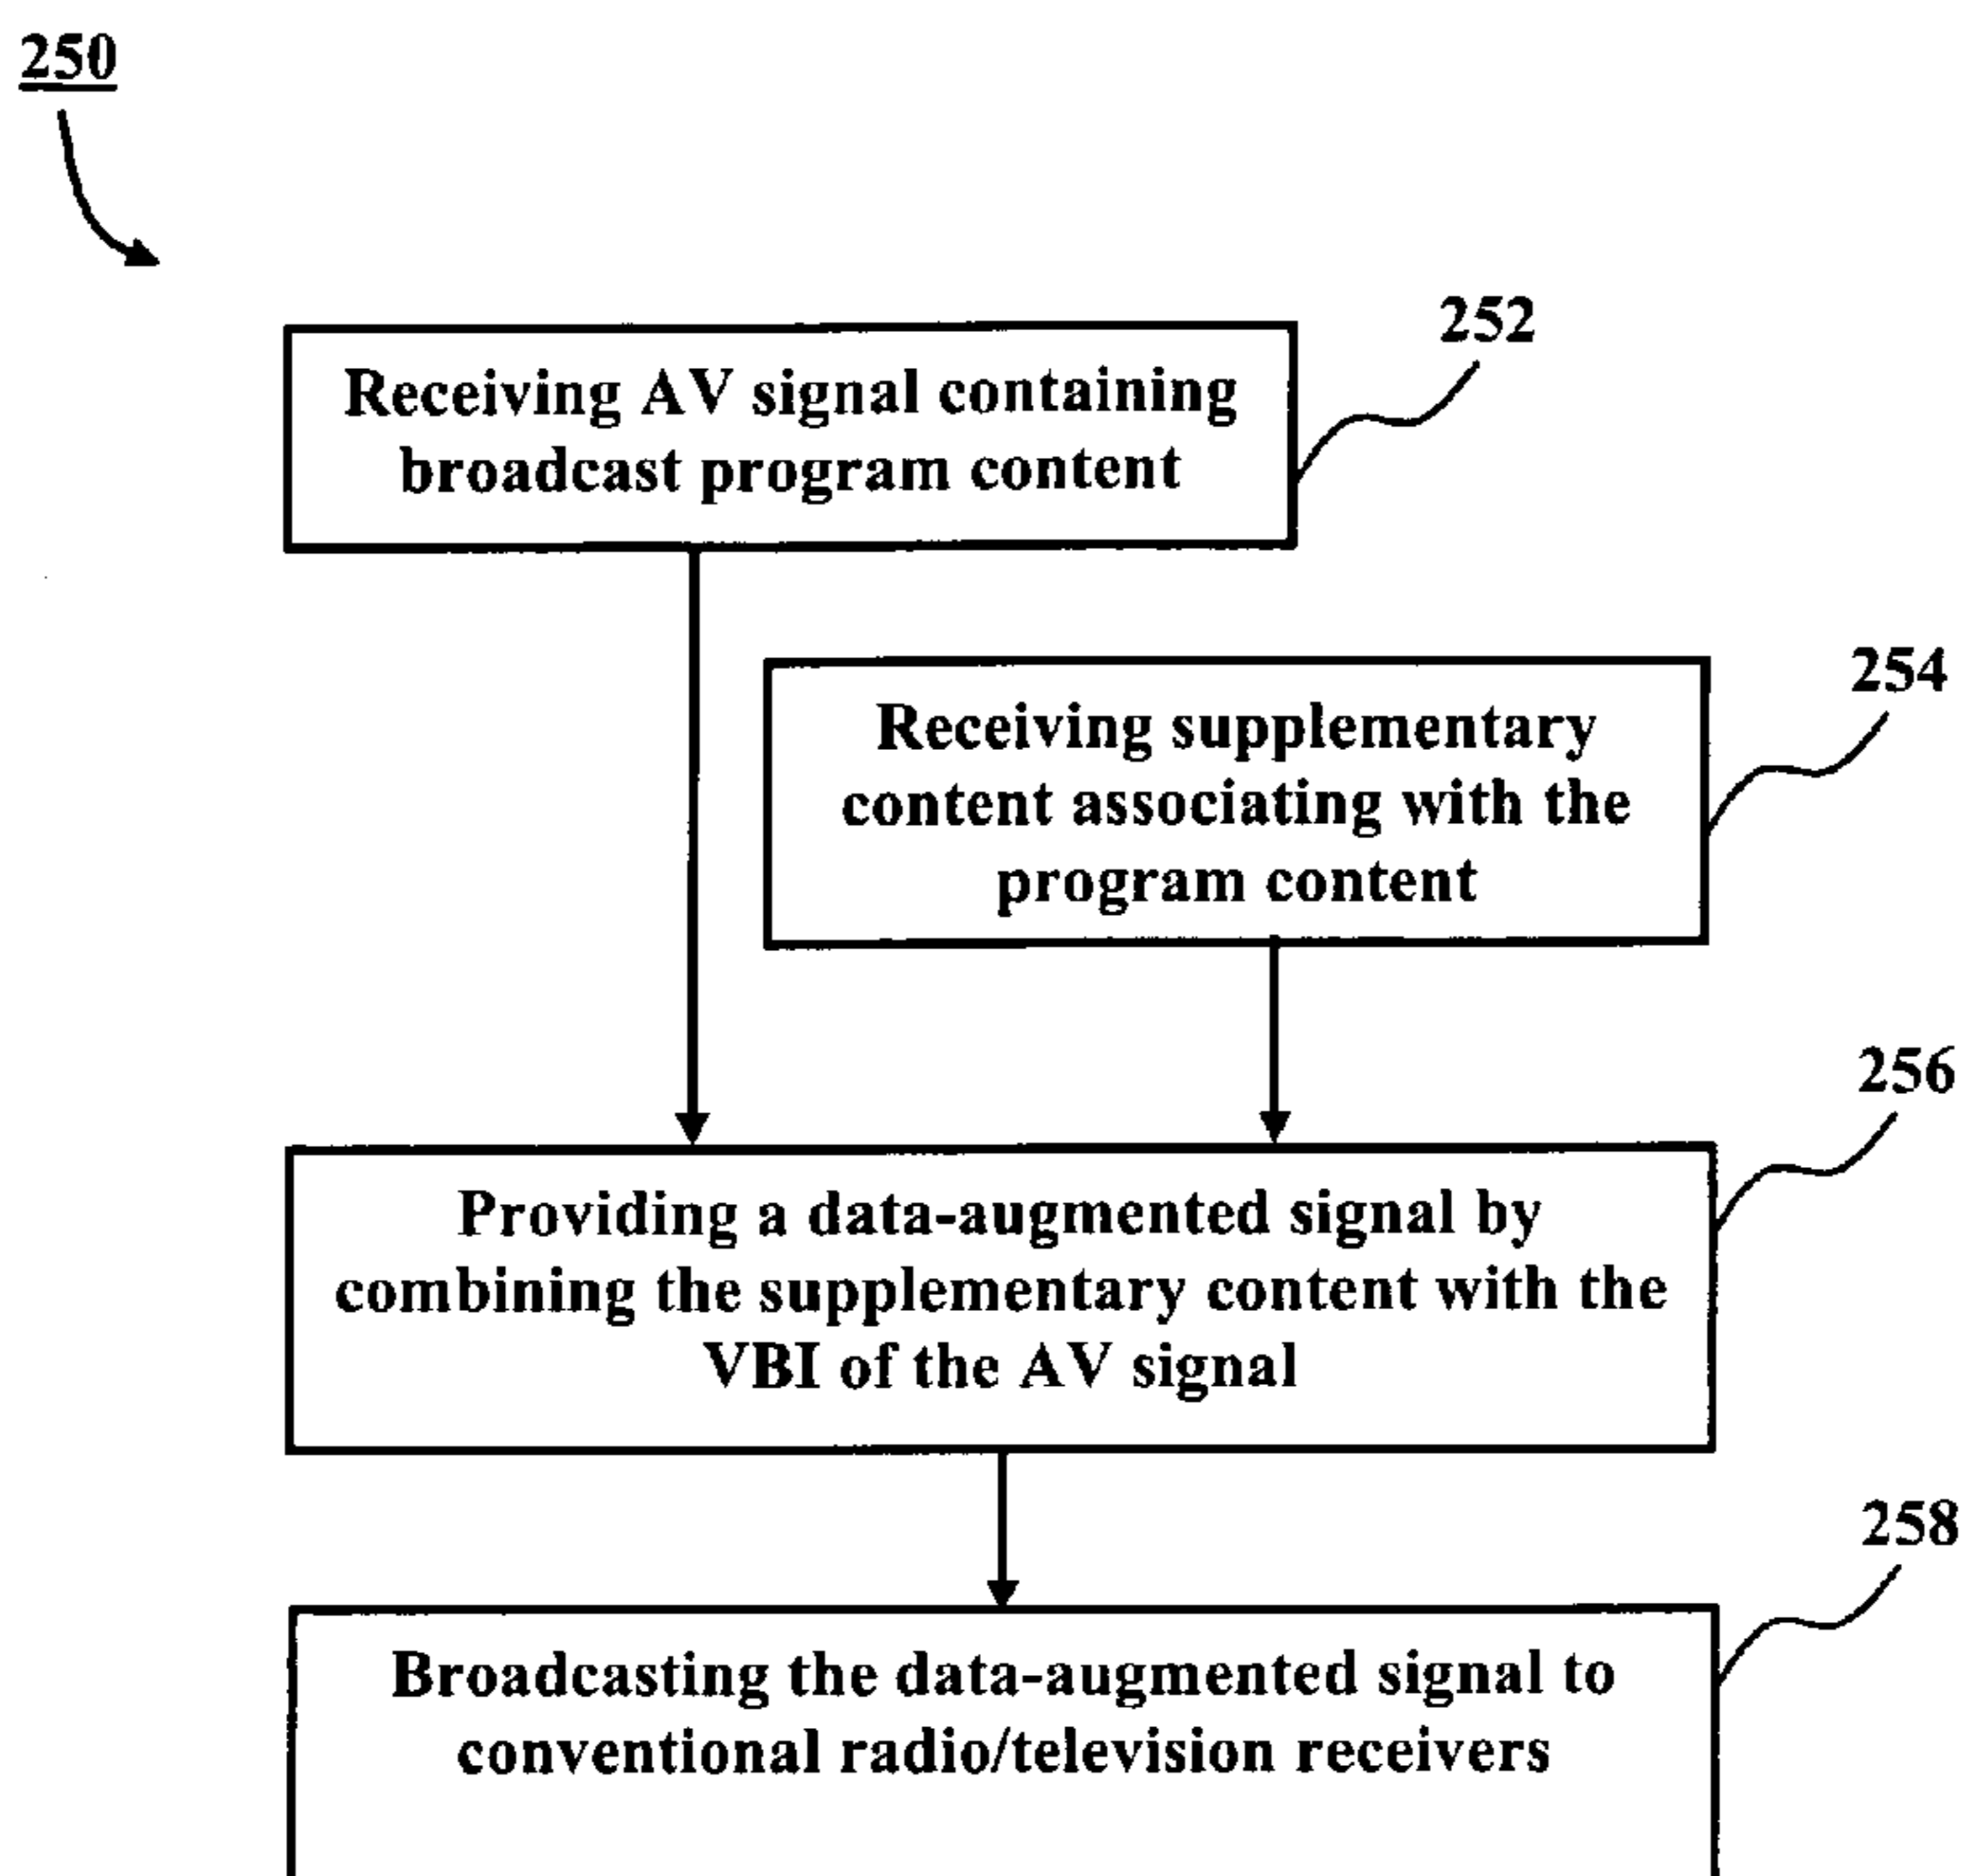 250
252
Receiving AV signal containing
broadcast program content
254
Receiving supplementary
content associating with the
program content
256
Providing a data-augmented signal by
combining the supplementary content with the
VBI of the AV signal
258
Broadcasting the data-augmented signal to
conventional radio/television receivers